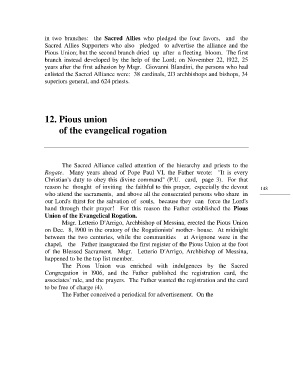 in two branches: the Sacred Allies who pledged the four favors, and the
Sacred Allies Supporters who also pledged to advertise the alliance and the
Pious Union, but the second branch dried up after a fleeting bloom. The first
branch instead developed by the help of the Lord; on November 22, 1922, 25
years after the first adhesion by Msgr. Giovanni Blandini, the persons who had
enlisted the Sacred Alliance were: 38 cardinals, 213 archbishops and bishops, 34
superiors general, and 624 priests.
12. Pious union
of the evangelical rogation
The Sacred Alliance called attention of the hierarchy and priests to the
Rogate. Many years ahead of Pope Paul VI, the Father wrote: "It is every
Christian's duty to obey this divine command" (P.U. card, page 3). For that
reason he thought of inviting the faithful to this prayer, especially the devout
who attend the sacraments, and above all the consecrated persons who share in
our Lord's thirst for the salvation of souls, because they can force the Lord's
hand through their prayer! For this reason the Father established the Pious
Union of the Evangelical Rogation.
143
Msgr. Letterio D'Arrigo, Archbishop of Messina, erected the Pious Union
on Dec. 8, 1900 in the oratory of the Rogationists' mother house. At midnight
between the two centuries, while the communities at Avignone were in the
chapel, the Father inaugurated the first register of the Pious Union at the foot
of the Blessed Sacrament. Msgr. Letterio D'Arrigo, Archbishop of Messina,
happened to be the top list member.
The Pious Union was enriched with indulgences by the Sacred
Congregation in 1906, and the Father published the registration card, the
associates' rule, and the prayers. The Father wanted the registration and the card
to be free of charge (4).
The Father conceived a periodical for advertisement. On the